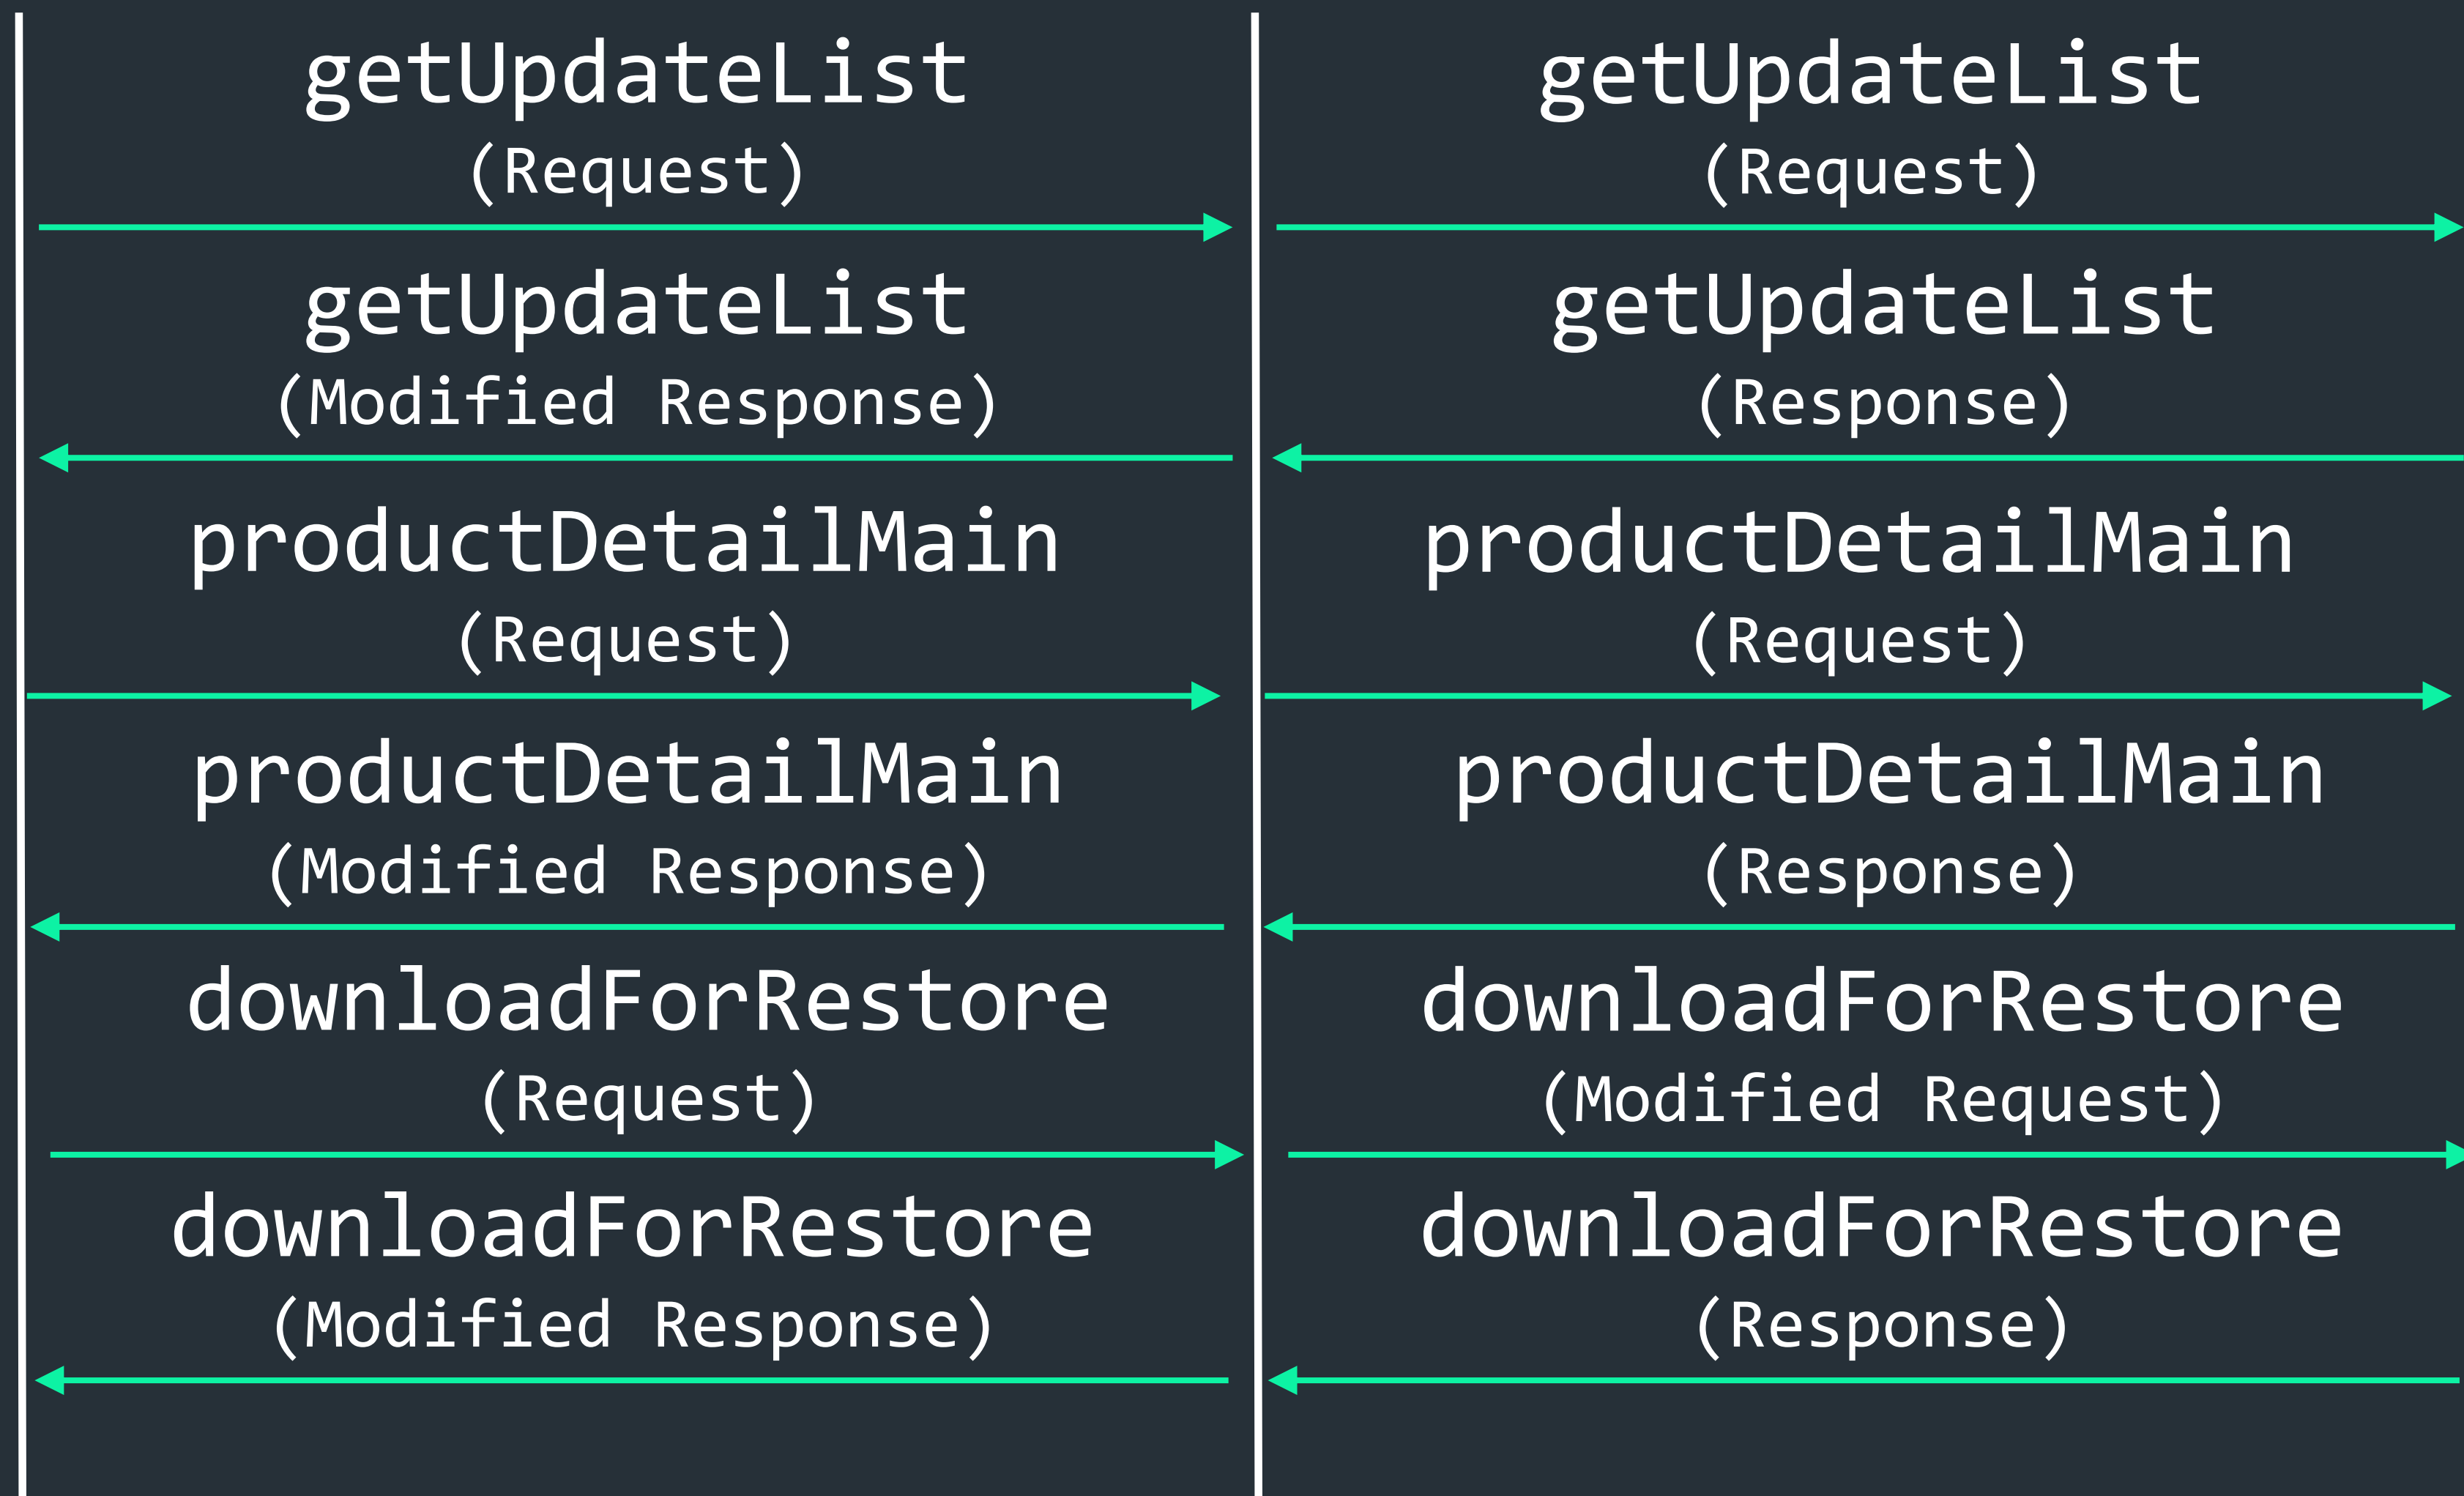 getUpdateList
(Request)
getUpdateList
(Request)
getUpdateList
(Modified Response)
getUpdateList
(Response)
productDetailMain
(Request)
productDetailMain
(Request)
productDetailMain
(Modified Response)
productDetailMain
(Response)
downloadForRestore
(Request)
downloadForRestore
(Modified Request)
downloadForRestore
(Modified Response)
downloadForRestore
(Response)